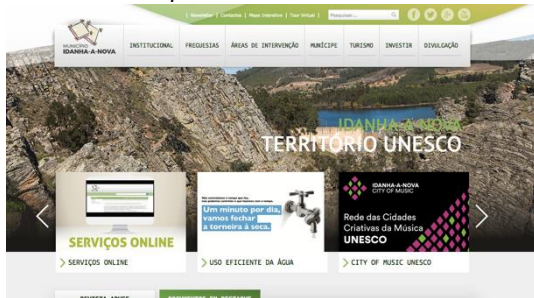 | Newsletter | Contactos | Mapa Interativo | Tour Virtual |
Pesquisar...
MUNICÍPIO
IDANHA-A-NOVA
INSTITUCIONAL
FREGUESIAS
ÁREAS DE INTERVENÇÃO
MUNÍCIPE
TURISMO
INVESTIR
DIVULGAÇÃO
IDANHA-A-NOVA
TERRITÓRIO UNESCO
SERVIÇOS ONLINE
Um minuto por dia,
vamos fechar
a torneira à seca.
IDANHA-A-NOVA
CITY OF MUSIC
Rede das Cidades
Criativas da Música
UNESCO
SERVIÇOS ONLINE
USO EFICIENTE DA ÁGUA
CITY OF MUSIC UNESCO